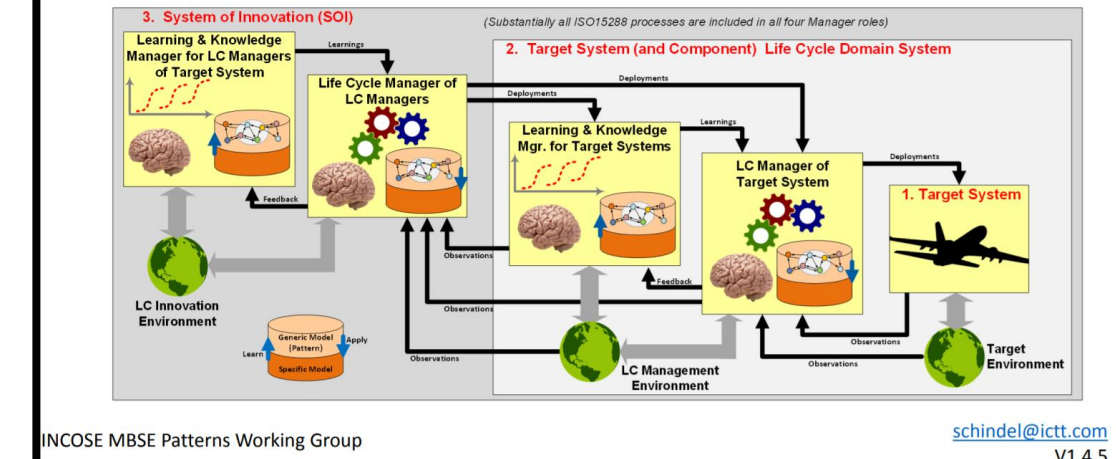 3. System of Innovation (SOI)
(Substantially all ISO15288 processes are included in all four Manager roles)
Learning & Knowledge
Manager for LC Managers
of Target System
Learnings
2. Target System (and Component) Life Cycle Domain System
Life Cycle Manager of
LC Managers
Deployments
Deployments
Learning & Knowledge
Mgr. for Target Systems
Learnings
LC Manager of
Target System
Deployments
1. Target System
Feedback
Observations
Feedback
LC Innovation
Environment
Observations
Generic Model
(Pattern)
Learn
Apply
Specific Model
Observations
LC Management
Environment
Observations
Observations
Target
Environment
INCOSE MBSE Patterns Working Group
schindel@ictt.com
V1.4.5